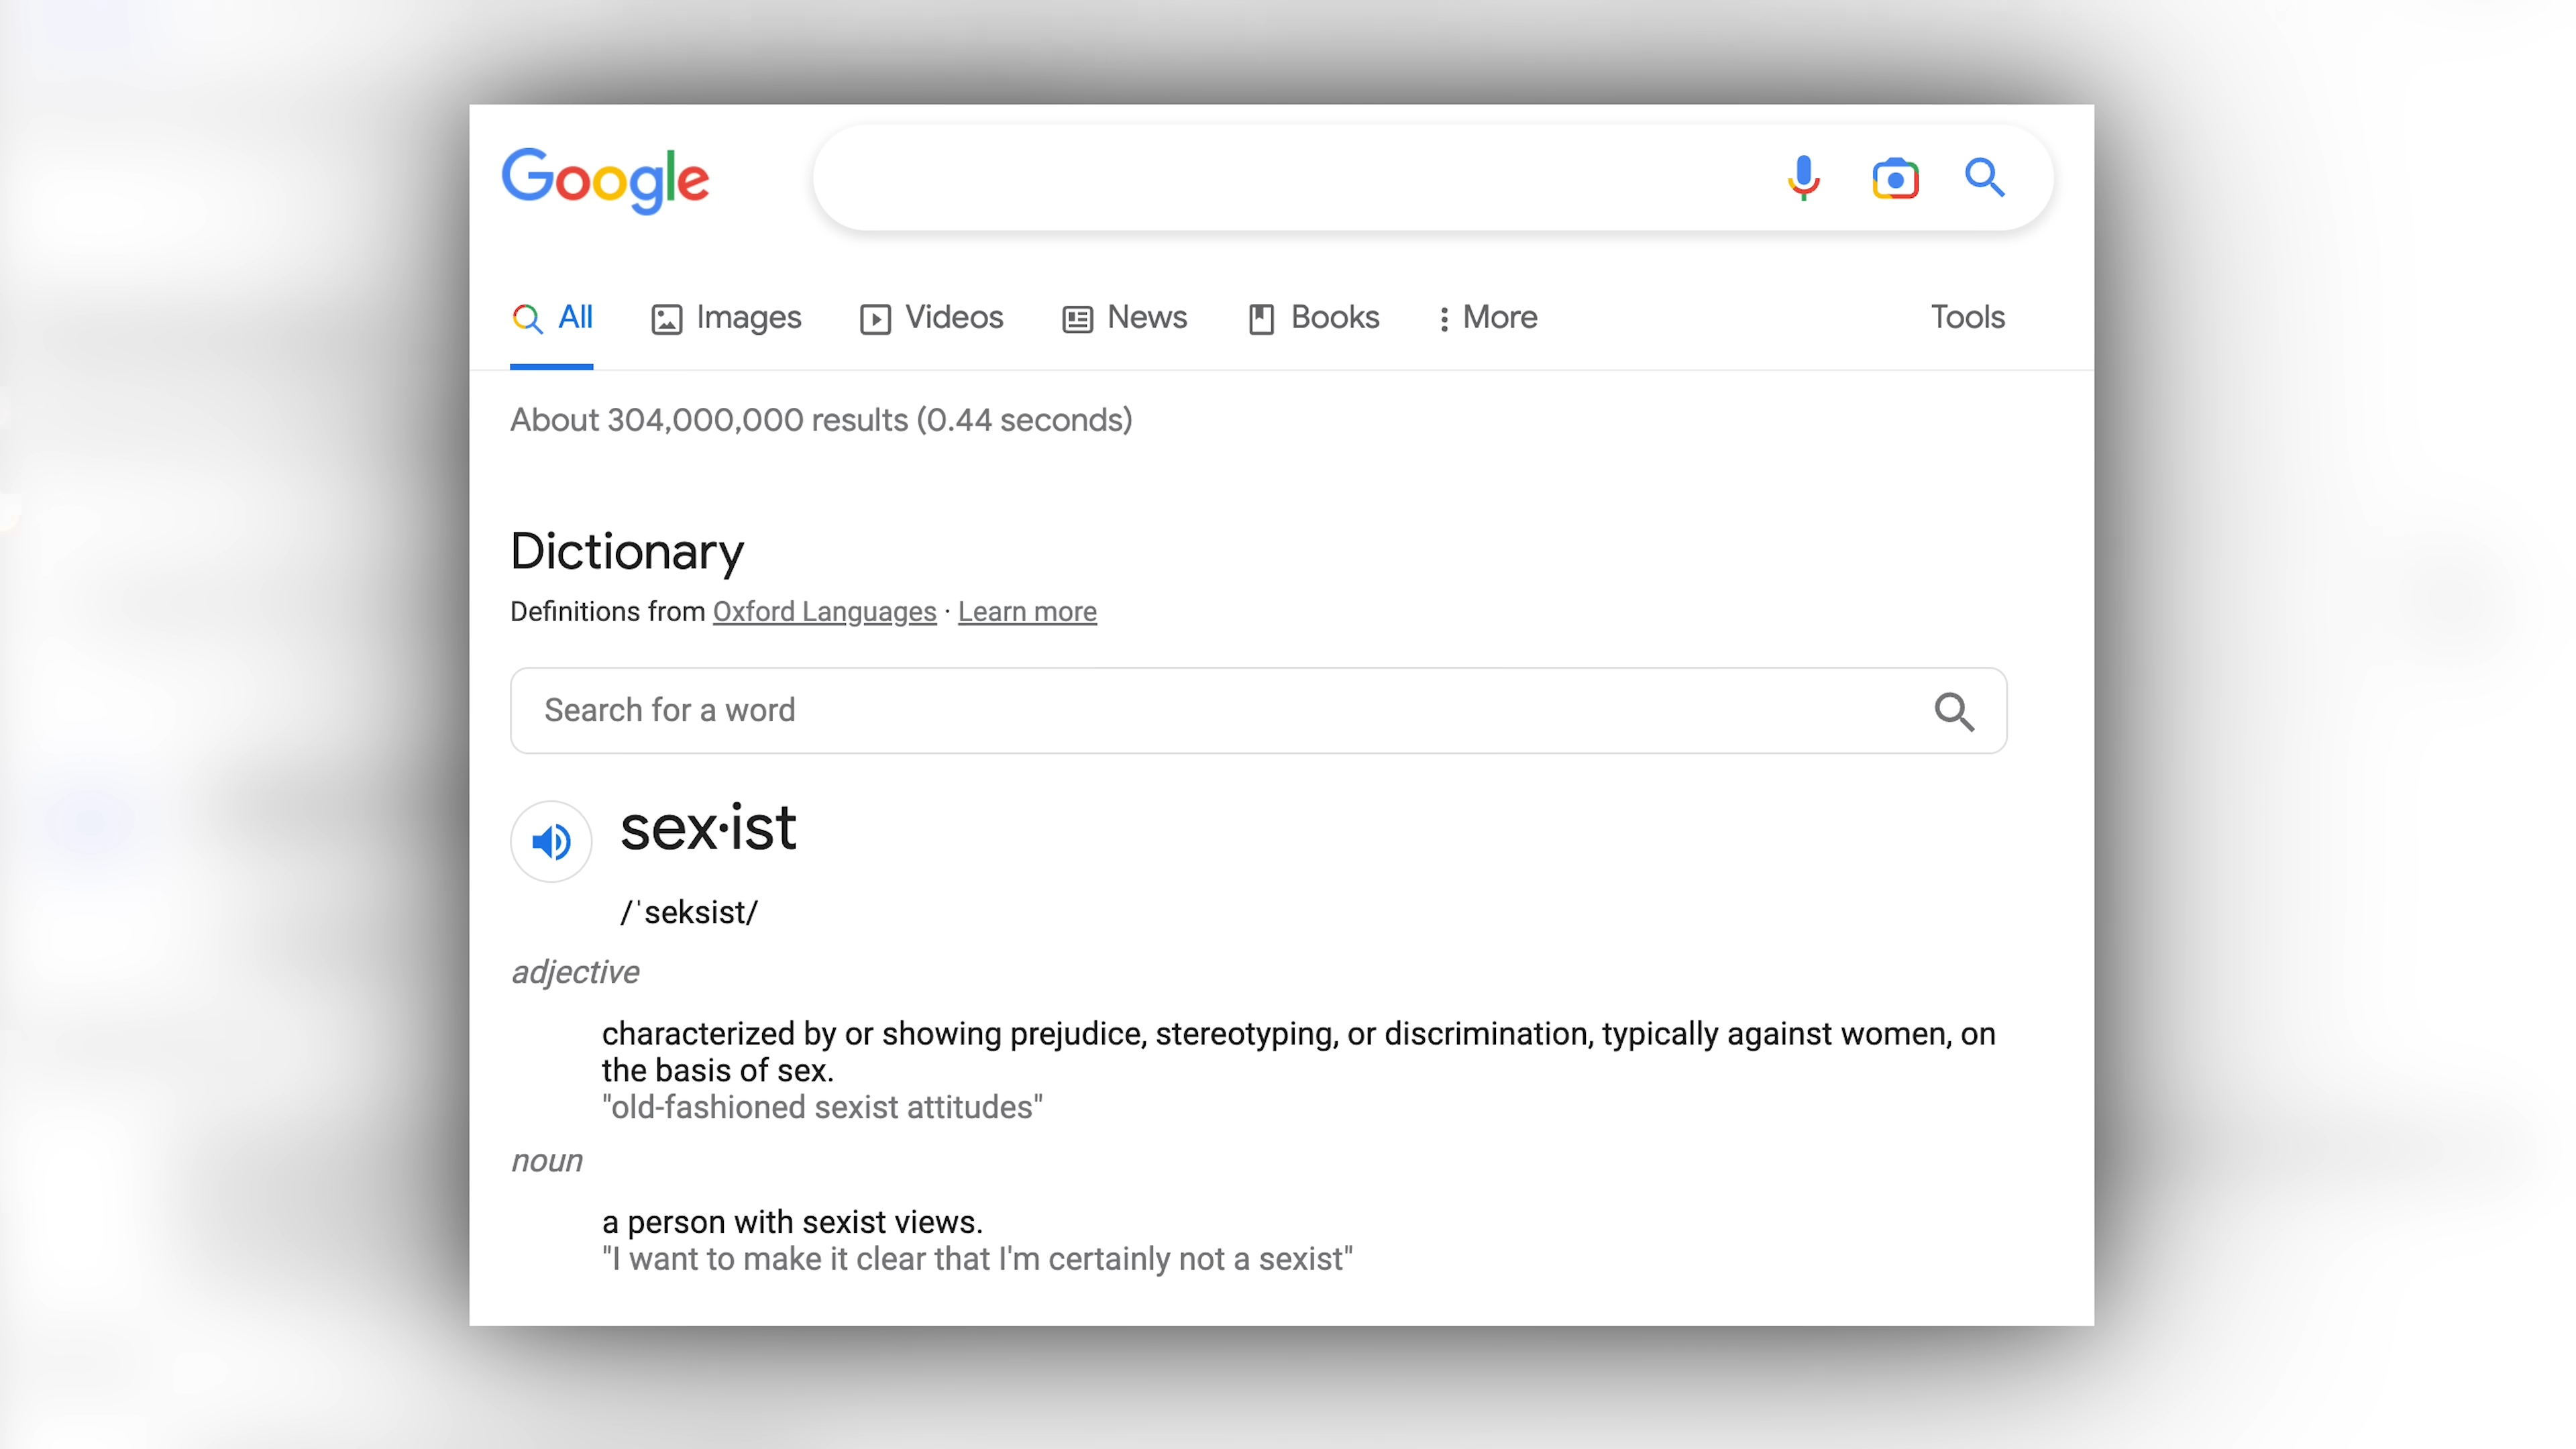 Google
All Images Videos News Books More Tools
About 304,000,000 results (0.44 seconds)
Dictionary
Definitions from Oxford Languages · Learn more
Search for a word
sex·ist
/ˈseksist/
adjective
characterized by or showing prejudice, stereotyping, or discrimination, typically against women, on
the basis of sex.
"old-fashioned sexist attitudes"
noun
a person with sexist views.
"I want to make it clear that I'm certainly not a sexist"